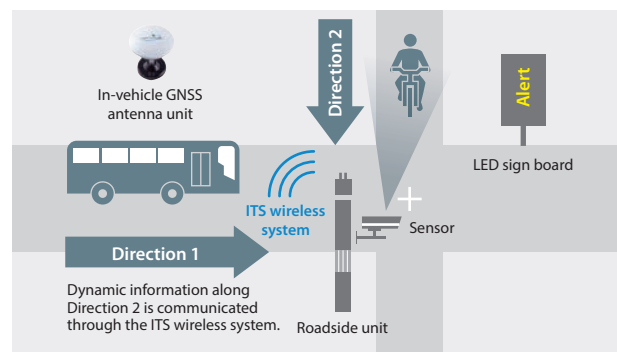 In-vehicle GNSS
antenna unit
Direction 2
Alert
LED sign board
ITS wireless
system
Sensor
Direction 1
Dynamic information along
Direction 2 is communicated
through the ITS wireless system.
Roadside unit